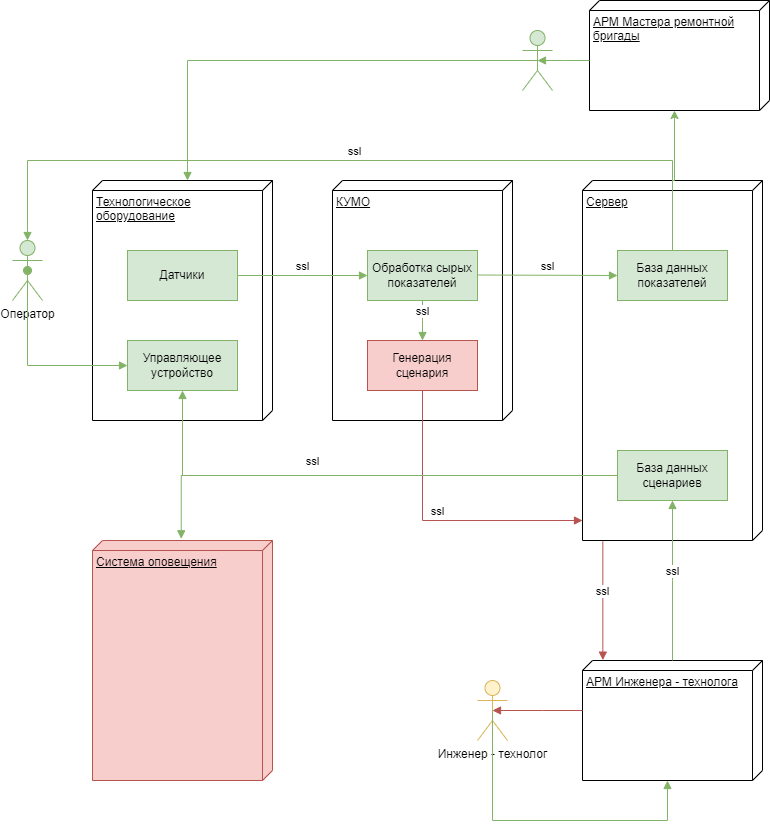 АРМ Мастера ремонтной
бригады
ssl
Технологическое
оборудование
КУМО
Сервер
Датчики
ssl
Обработка сырых
показателей
ssl
База данных
показателей
Оператор
ssl
Управляющее
устройство
Генерация
сценария
ssl
База данных
сценариев
ssl
Система оповещения
ssl
ssl
АРМ Инженера - технолога
Инженер - технолог